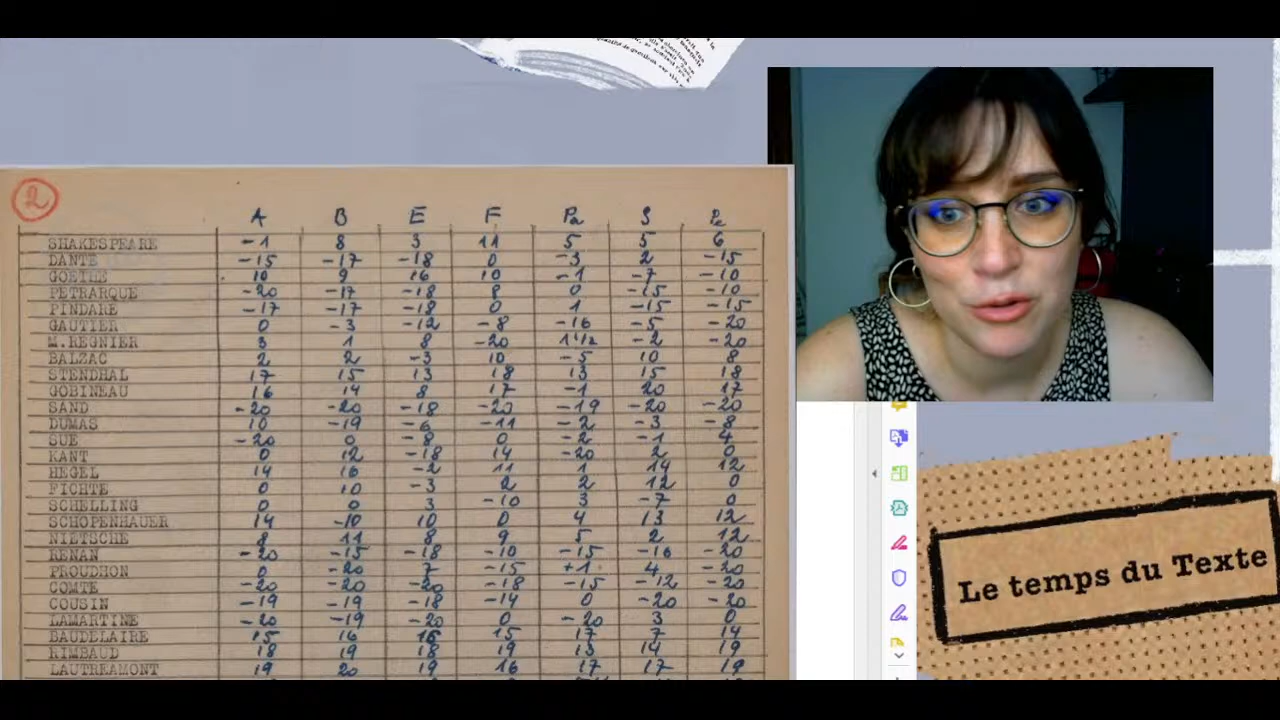 2
A B E F Pa S Pe
SHAKESPEARE -1 8 3 11 5 5 6
DANTE -15 -17 -18 0 -3 2 -15
GOETHE 10 9 16 10 -1 -7 -10
PETRARQUE -20 -17 -18 8 0 -15 -10
PINDARE -17 -17 -18 0 1 -15 -15
GAUTIER 0 -3 -12 -8 -16 -5 -20
M.REGNIER 3 1 8 -20 1 1/2 -2 -20
BALZAC 2 2 -3 10 -5 10 8
STENDHAL 17 15 13 18 13 15 18
GOBINEAU 16 14 8 17 -1 20 17
SAND -20 -20 -18 -20 -19 -20 -20
DUMAS 10 -19 -6 -11 -2 -3 -8
SUE -20 0 -8 0 -2 -1 4
KANT 0 12 -18 14 -20 2 0
HEGEL 14 16 -2 11 1 14 12
FICHTE 0 10 -3 2 2 12 0
SCHELLING 0 0 3 -10 3 -7 0
SCHOPENHAUER 14 -10 10 0 4 13 12
NIETSCHE 8 11 8 9 5 2 12
RENAN -20 -15 -18 -10 -15 -16 -20
PROUDHON 0 -20 7 -15 +1 4 -20
COMTE -20 -20 -20 -18 -15 -12 -20
COUSIN -19 -19 -18 -14 0 -20 -20
LAMARTINE -20 -19 -20 0 -20 3 0
BAUDELAIRE 15 16 16 15 17 7 14
RIMBAUD 18 19 18 19 13 14 19
LAUTREAMONT 19 20 19 16 17 17 19
Le temps du Texte